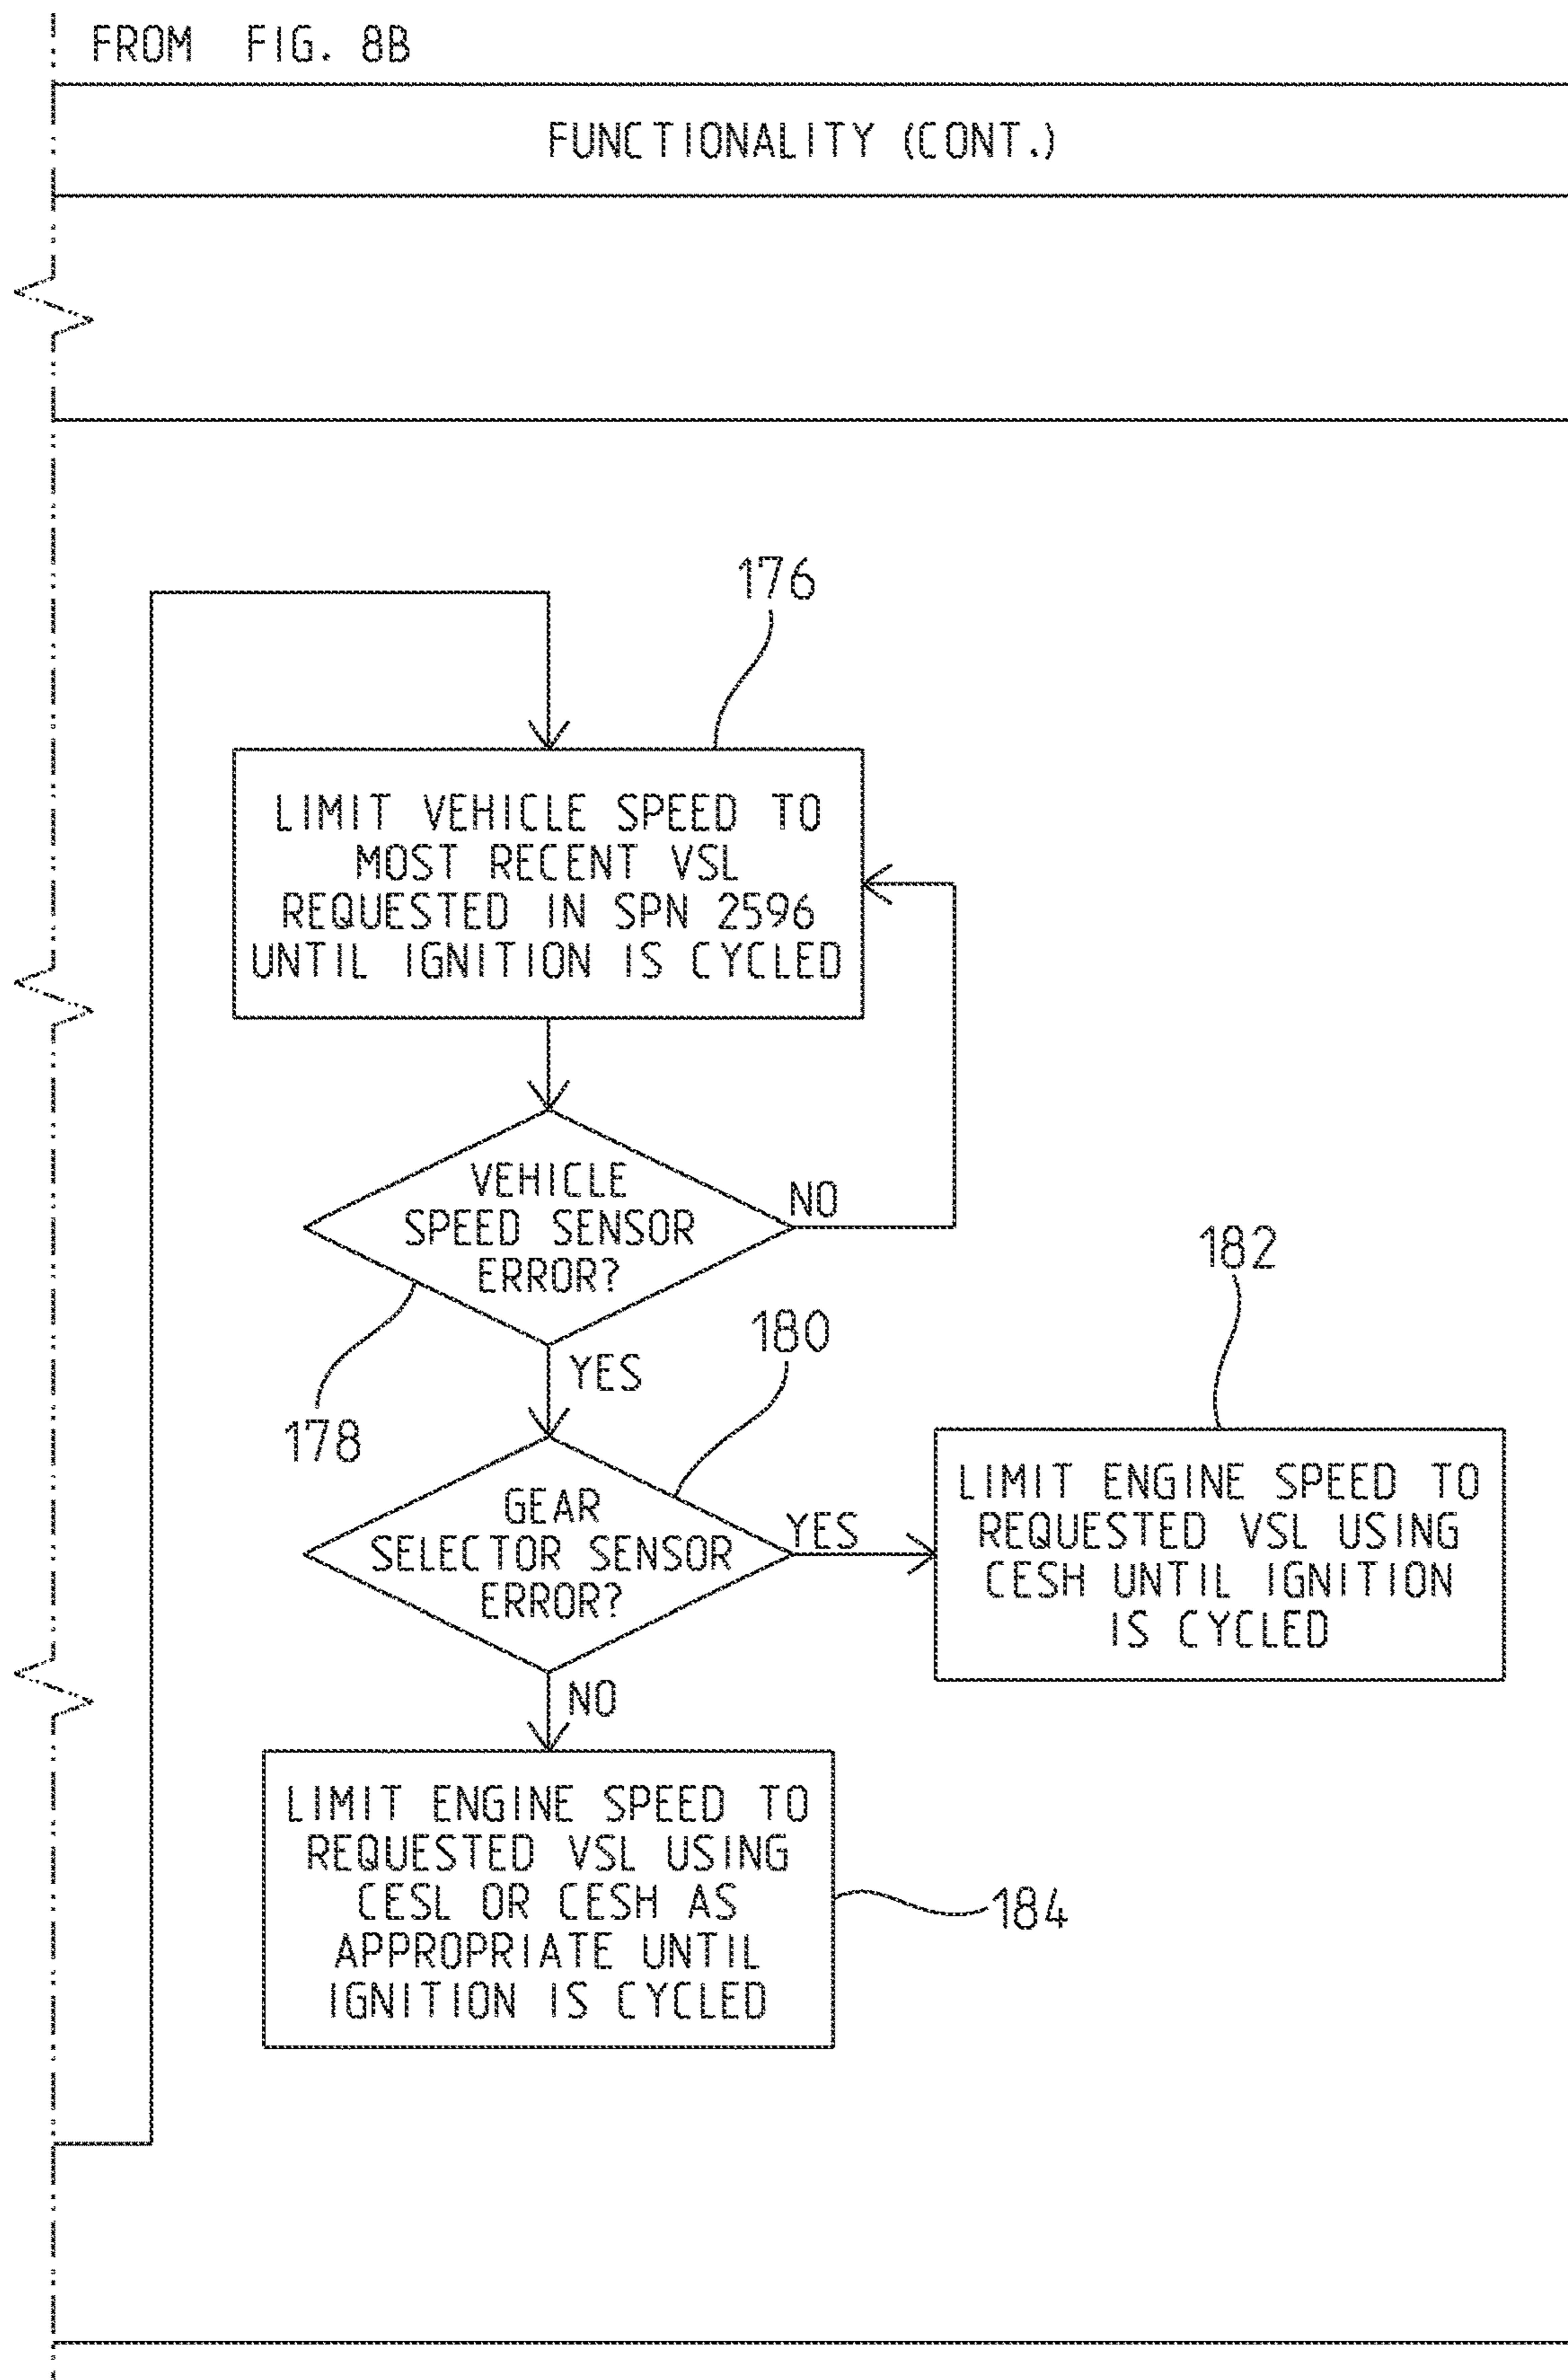 FROM FIG. 8B
FUNCTIONALITY (CONT.)
176
LIMIT VEHICLE SPEED TO
MOST RECENT VSL
REQUESTED IN SPN 2596
UNTIL IGNITION IS CYCLED
VEHICLE
SPEED SENSOR
ERROR?
NO
178
YES
180
182
GEAR
SELECTOR SENSOR
ERROR?
YES
LIMIT ENGINE SPEED TO
REQUESTED VSL USING
CESH UNTIL IGNITION
IS CYCLED
NO
LIMIT ENGINE SPEED TO
REQUESTED VSL USING
CESL OR CESH AS
APPROPRIATE UNTIL
IGNITION IS CYCLED
184